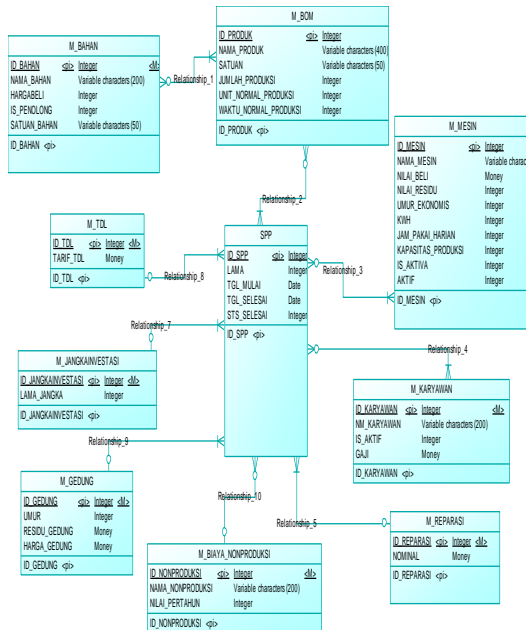 M_BOM
ID_PRODUK <pi> Integer
NAMA_PRODUK Variable characters (400)
SATUAN Variable characters (50)
JUMLAH_PRODUKSI Integer
UNIT_NORMAL_PRODUKSI Integer
WAKTU_NORMAL_PRODUKSI Integer
ID_PRODUK <pi>
M_BAHAN
ID_BAHAN <pi> Integer <M>
NAMA_BAHAN Variable characters (200)
HARGABELI Integer
IS_PENOLONG Integer
SATUAN_BAHAN Variable characters (50)
ID_BAHAN <pi>
Relationship_1
M_MESIN
ID_MESIN <pi> Integer
NAMA_MESIN Variable charac
NILAI_BELI Money
NILAI_RESIDU Integer
UMUR_EKONOMIS Integer
KWH Integer
JAM_PAKAI_HARIAN Integer
KAPASITAS_PRODUKSI Integer
IS_AKTIVA Integer
AKTIF Integer
ID_MESIN <pi>
Relationship_2
M_TDL
ID_TDL <pi> Integer <M>
TARIF_TDL Money
ID_TDL <pi>
SPP
ID_SPP <pi> Integer
LAMA Integer
TGL_MULAI Date
TGL_SELESAI Date
STS_SELESAI Integer
ID_SPP <pi>
Relationship_8
Relationship_3
Relationship_7
M_JANGKAINVESTASI
ID_JANGKAINVESTASI <pi> Integer <M>
LAMA_JANGKA Integer
ID_JANGKAINVESTASI <pi>
Relationship_4
M_KARYAWAN
ID_KARYAWAN <pi> Integer <M>
NM_KARYAWAN Variable characters (200)
IS_AKTIF Integer
GAJI Money
ID_KARYAWAN <pi>
Relationship_9
M_GEDUNG
ID_GEDUNG <pi> Integer <M>
UMUR Integer
RESIDU_GEDUNG Money
HARGA_GEDUNG Money
ID_GEDUNG <pi>
Relationship_10
Relationship_5
M_REPARASI
ID_REPARASI <pi> Integer <M>
NOMINAL Money
ID_REPARASI <pi>
M_BIAYA_NONPRODUKSI
ID_NONPRODUKSI <pi> Integer <M>
NAMA_NONPRODUKSI Variable characters (200)
NILAI_PERTAHUN Integer
ID_NONPRODUKSI <pi>